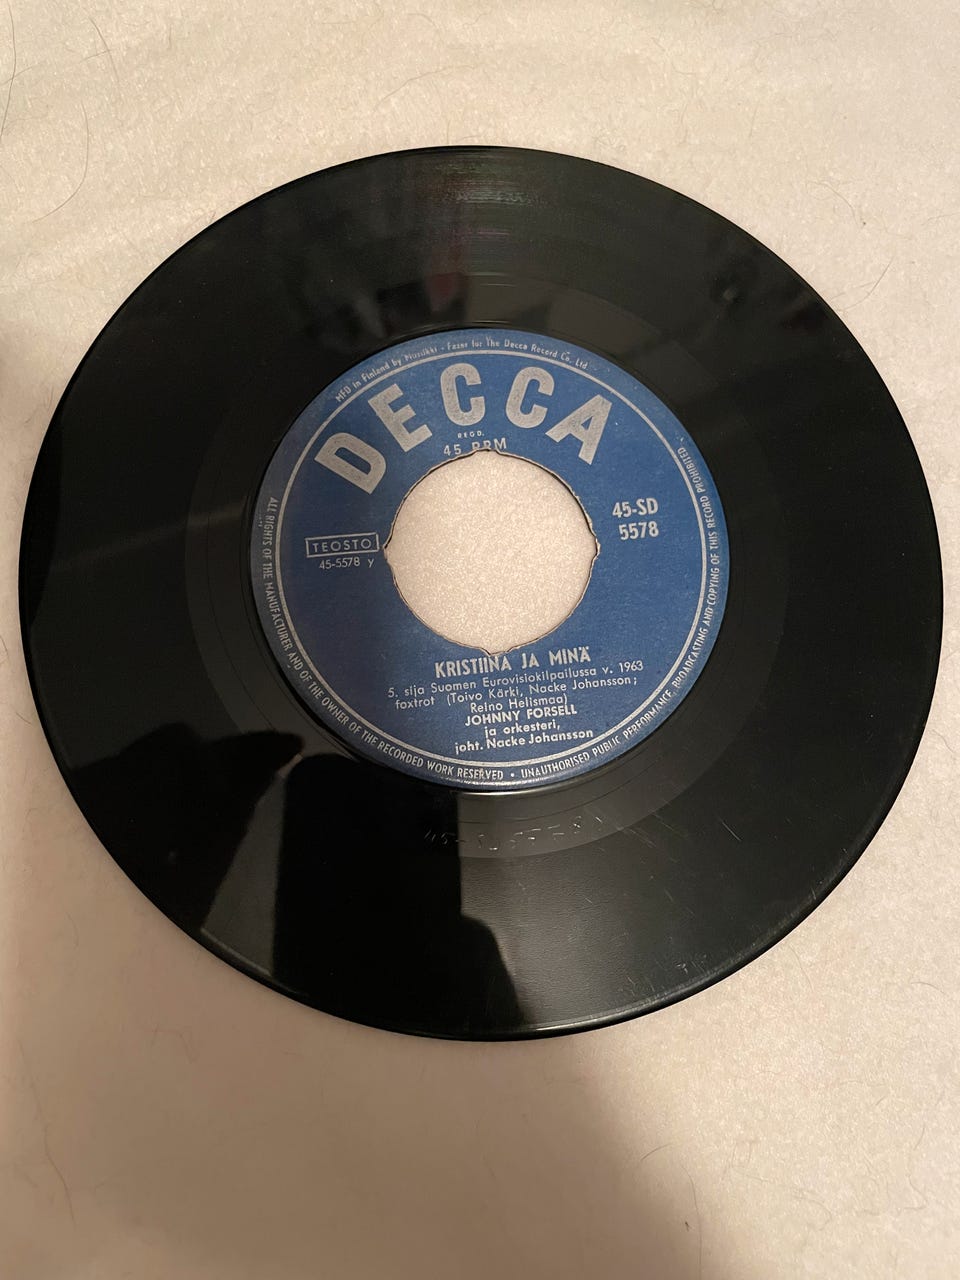 MFD in Finland by Musiikki - Fazer for The Decca Record Co. Ltd.
DECCA
REGD.
45 RPM
45-SD
5578
TEOSTO
45-5578 y
KRISTIINA JA MINÄ
5. sija Suomen Eurovisiokilpailussa v. 1963
foxtrot (Toivo Kärki, Nacke Johansson;
Reino Helismaa)
JOHNNY FORSELL
ja orkesteri,
joht. Nacke Johansson
ALL RIGHTS OF THE MANUFACTURER AND OF THE OWNER OF THE RECORDED WORK RESERVED • UNAUTHORISED PUBLIC PERFORMANCE, BROADCASTING AND COPYING OF THIS RECORD PROHIBITED